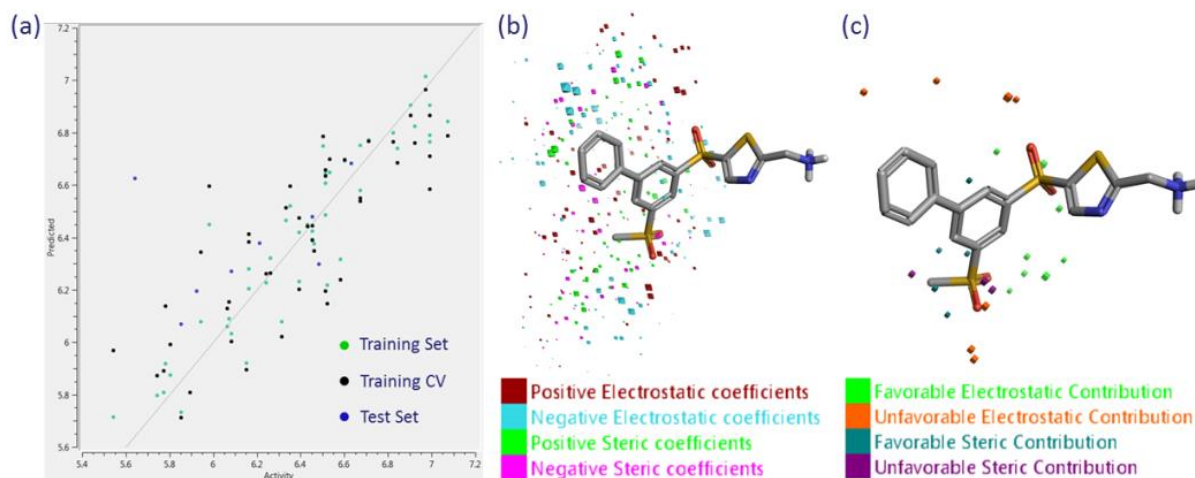 (a)
7.2
7
6.8
6.6
6.4
6.2
6
5.8
5.6
Predicted
Training Set
Training CV
Test Set
5.4 5.6 5.8 6 6.2 6.4 6.6 6.8 7 7.2
Activity
(b)
Positive Electrostatic coefficients
Negative Electrostatic coefficients
Positive Steric coefficients
Negative Steric coefficients
(c)
Favorable Electrostatic Contribution
Unfavorable Electrostatic Contribution
Favorable Steric Contribution
Unfavorable Steric Contribution